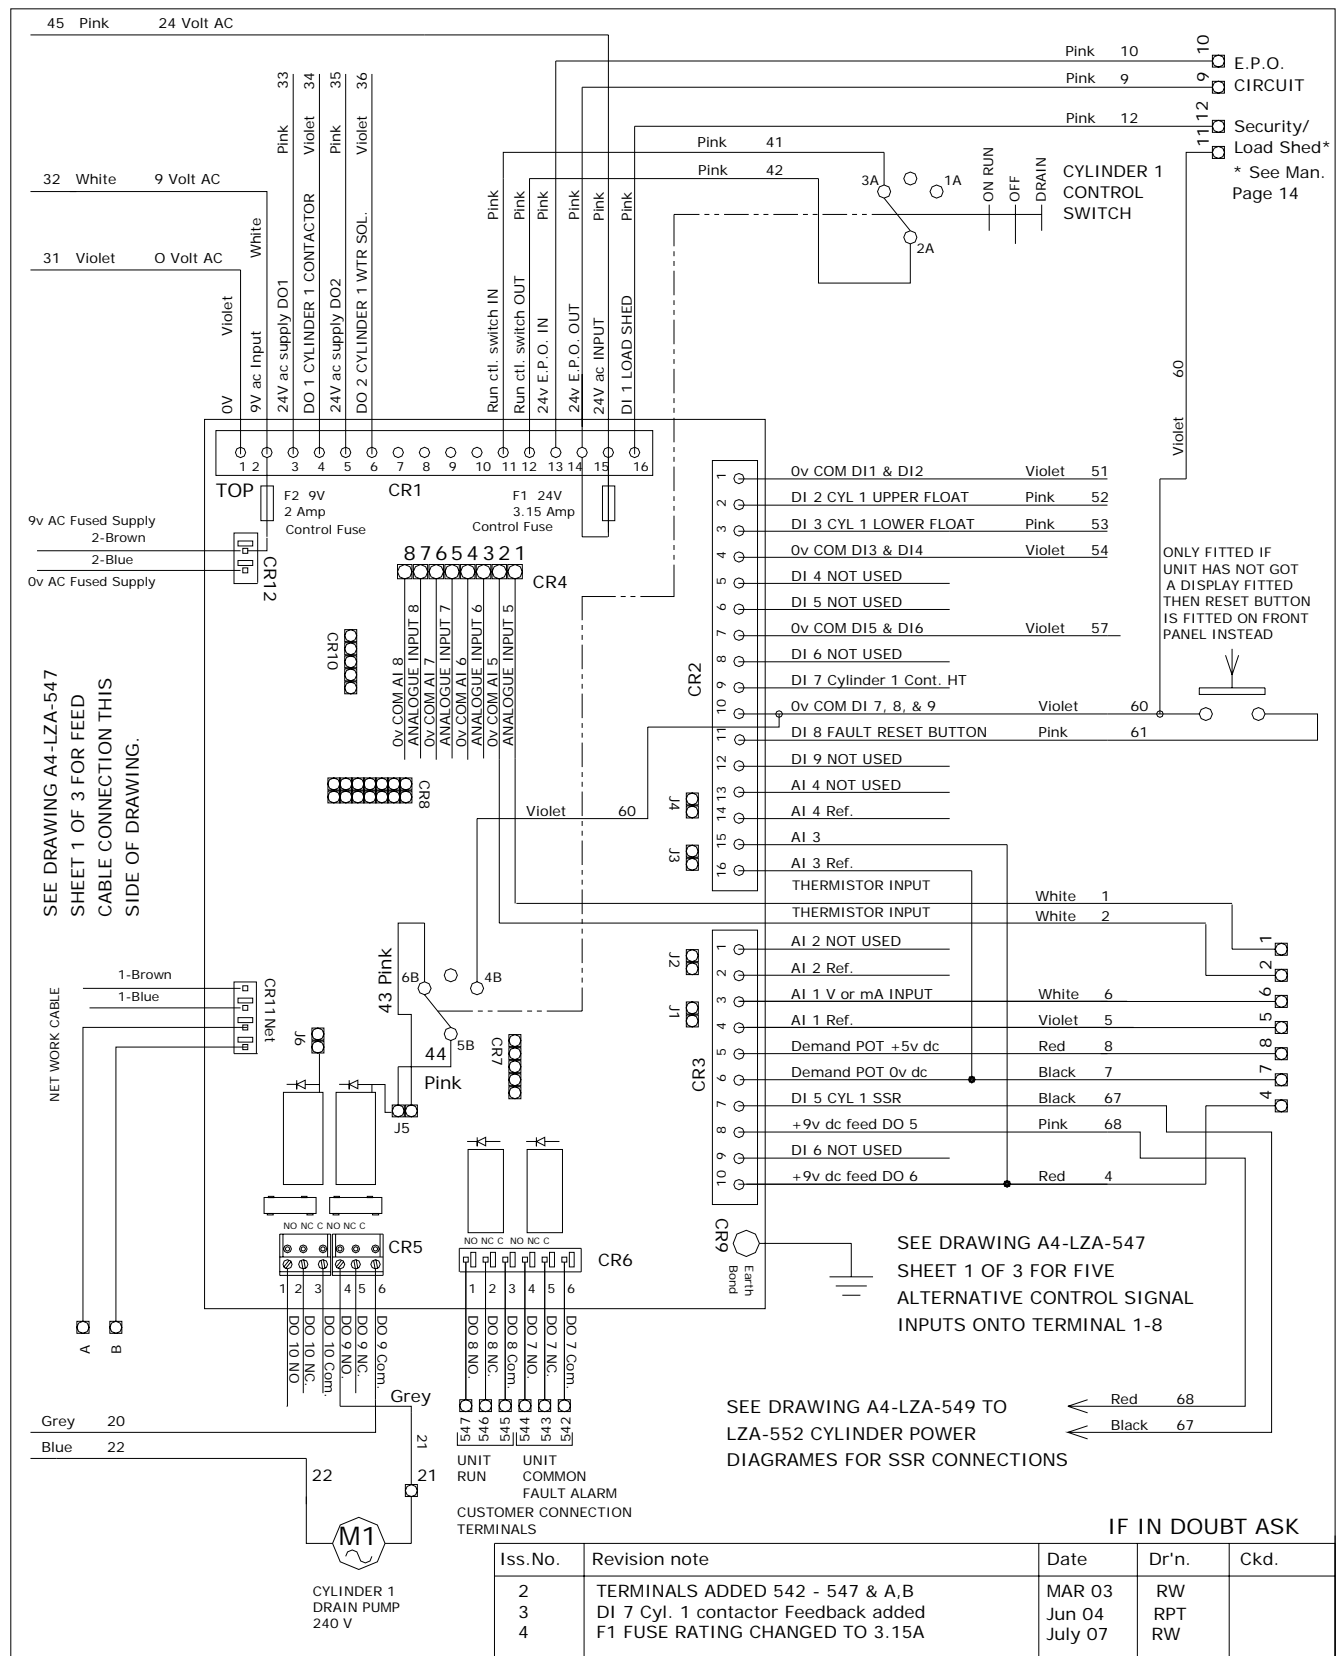 45 Pink 24 Volt AC
32 White 9 Volt AC
31 Violet O Volt AC
Pink 33
Violet 34
Pink 35
Violet 36
Violet
White
0V
9V ac Input
24V ac supply DO1
DO 1 CYLINDER 1 CONTACTOR
24V ac supply DO2
DO 2 CYLINDER 1 WTR SOL.
Pink
Pink
Pink
Pink
Pink
Pink
Run ctl. switch IN
Run ctl. switch OUT
24v E.P.O. IN
24v E.P.O. OUT
24V ac INPUT
DI 1 LOAD SHED
Pink 10
Pink 9
Pink 12
Pink 41
Pink 42
10
9
12
11
E.P.O.
CIRCUIT
Security/
Load Shed*
* See Man.
Page 14
3A 1A
2A
ON RUN
OFF
DRAIN
CYLINDER 1
CONTROL
SWITCH
Violet 60
1 2 3 4 5 6 7 8 9 10 11 12 13 14 15 16
TOP
CR1
F2 9V
2 Amp
Control Fuse
F1 24V
3.15 Amp
Control Fuse
9v AC Fused Supply
2-Brown
2-Blue
0v AC Fused Supply
CR12
8 7 6 5 4 3 2 1
CR4
0v COM AI 8
ANALOGUE INPUT 8
0v COM AI 7
ANALOGUE INPUT 7
0v COM AI 6
ANALOGUE INPUT 6
0v COM AI 5
ANALOGUE INPUT 5
CR10
CR8
CR2
1 0v COM DI1 & DI2 Violet 51
2 DI 2 CYL 1 UPPER FLOAT Pink 52
3 DI 3 CYL 1 LOWER FLOAT Pink 53
4 0v COM DI3 & DI4 Violet 54
5 DI 4 NOT USED
6 DI 5 NOT USED
7 0v COM DI5 & DI6 Violet 57
8 DI 6 NOT USED
9 DI 7 Cylinder 1 Cont. HT
10 0v COM DI 7, 8, & 9 Violet 60
11 DI 8 FAULT RESET BUTTON Pink 61
12 DI 9 NOT USED
13 AI 4 NOT USED
14 AI 4 Ref.
15 AI 3
16 AI 3 Ref.
J4
J3
ONLY FITTED IF
UNIT HAS NOT GOT
A DISPLAY FITTED
THEN RESET BUTTON
IS FITTED ON FRONT
PANEL INSTEAD
SEE DRAWING A4-LZA-547
SHEET 1 OF 3 FOR FEED
CABLE CONNECTION THIS
SIDE OF DRAWING.
Violet 60
THERMISTOR INPUT White 1
THERMISTOR INPUT White 2
CR3
1 AI 2 NOT USED
2 AI 2 Ref.
3 AI 1 V or mA INPUT White 6
4 AI 1 Ref. Violet 5
5 Demand POT +5v dc Red 8
6 Demand POT 0v dc Black 7
7 DI 5 CYL 1 SSR Black 67
8 +9v dc feed DO 5 Pink 68
9 DI 6 NOT USED
10 +9v dc feed DO 6 Red 4
J2
J1
1
2
6
5
8
7
4
43 Pink
6B 4B
5B
44
Pink
CR7
J5
J6
NET WORK CABLE
1-Brown
1-Blue
CR11 Net
NO NC C NO NC C
CR5
1 2 3 4 5 6
DO 10 NO
DO 10 NC.
DO 10 Com.
DO 9 NO.
DO 9 NC.
DO 9 Com.
NO NC C NO NC C
CR6
1 2 3 4 5 6
DO 8 NO.
DO 8 NC.
DO 8 Com.
DO 7 NO.
DO 7 NC.
DO 7 Com.
547
546
545
544
543
542
UNIT
RUN
UNIT
COMMON
FAULT ALARM
CUSTOMER CONNECTION
TERMINALS
CR9
Earth
Bond
SEE DRAWING A4-LZA-547
SHEET 1 OF 3 FOR FIVE
ALTERNATIVE CONTROL SIGNAL
INPUTS ONTO TERMINAL 1-8
SEE DRAWING A4-LZA-549 TO
LZA-552 CYLINDER POWER
DIAGRAMES FOR SSR CONNECTIONS
Red 68
Black 67
A
B
Grey 20
Blue 22
Grey
21
22
21
M1
CYLINDER 1
DRAIN PUMP
240 V
IF IN DOUBT ASK
Iss.No. Revision note Date Dr'n. Ckd.
2 TERMINALS ADDED 542 - 547 & A,B MAR 03 RW
3 DI 7 Cyl. 1 contactor Feedback added Jun 04 RPT
4 F1 FUSE RATING CHANGED TO 3.15A July 07 RW